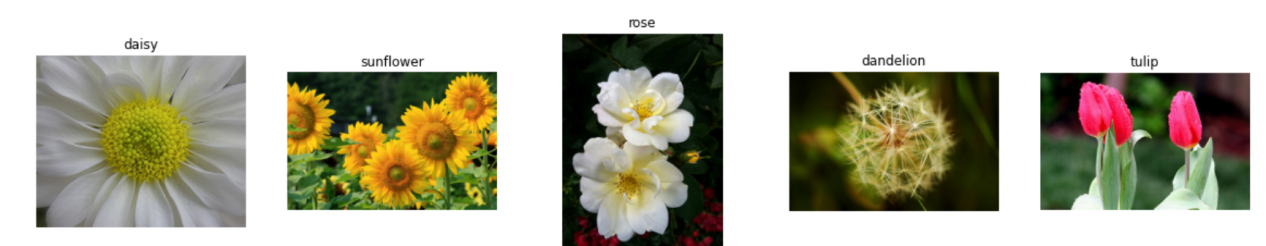 daisy
sunflower
rose
dandelion
tulip